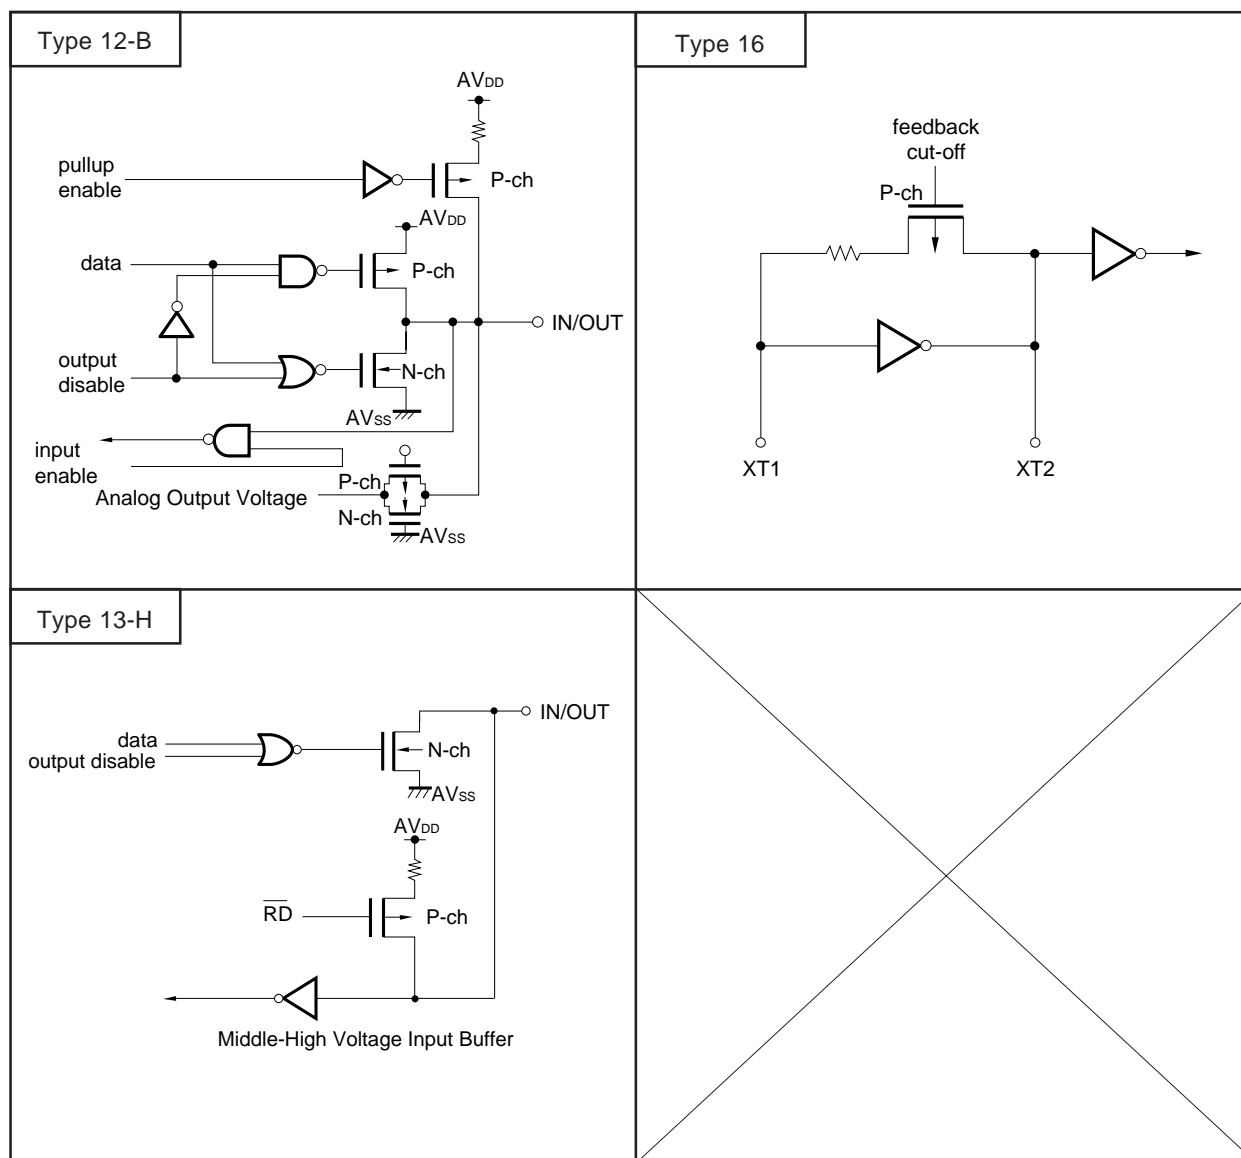 Type 12-B
AVDD
pullup
enable
P-ch
AVDD
data
P-ch
IN/OUT
output
disable
N-ch
AVSS
input
enable
P-ch
Analog Output Voltage
N-ch
AVSS
Type 16
feedback
cut-off
P-ch
XT1
XT2
Type 13-H
IN/OUT
data
output disable
N-ch
AVSS
AVDD
RD
P-ch
Middle-High Voltage Input Buffer